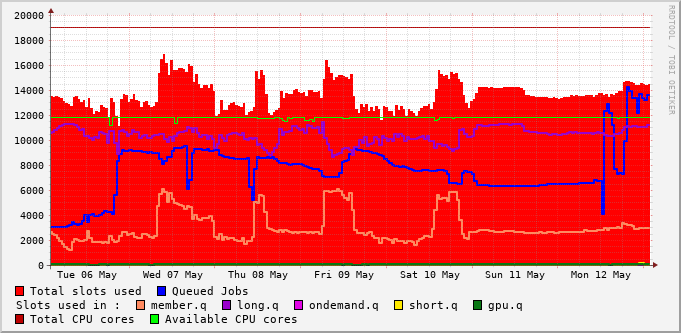 RRDTOOL / TOBI OETIKER
20000
18000
16000
14000
12000
10000
8000
6000
4000
2000
0
Tue 06 May Wed 07 May Thu 08 May Fri 09 May Sat 10 May Sun 11 May Mon 12 May
Total slots used Queued Jobs
Slots used in : member.q long.q ondemand.q short.q gpu.q
Total CPU cores Available CPU cores